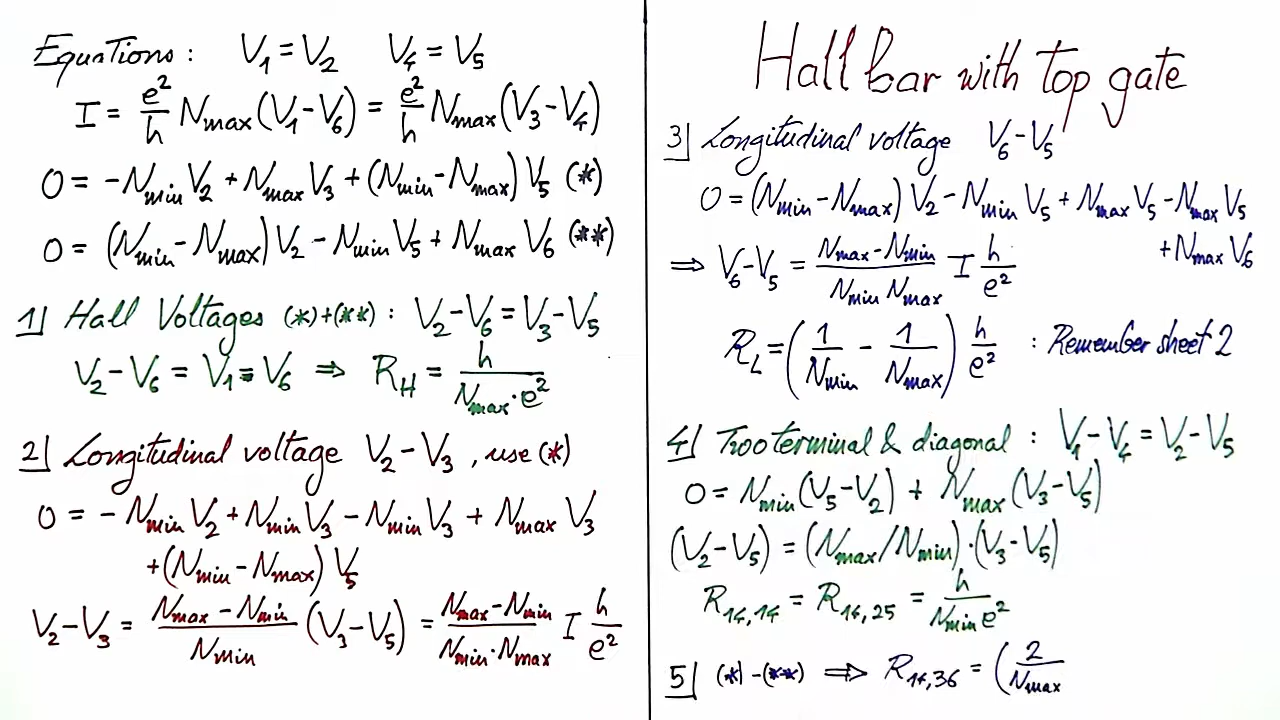 Equations : V₁ = V₂ V₄ = V₅
I = e²/h Nmax (V₁ - V₆) = e²/h Nmax (V₃ - V₄)
0 = - Nmin V₂ + Nmax V₃ + (Nmin - Nmax) V₅ (*)
0 = (Nmin - Nmax) V₂ - Nmin V₅ + Nmax V₆ (**)
1) Hall Voltages (*)+(**) : V₂ - V₆ = V₃ - V₅
V₂ - V₆ = V₁ - V₆ ⇒ R_H = h/(Nmax · e²)
2) Longitudinal voltage V₂ - V₃ , use (*)
0 = - Nmin V₂ + Nmin V₃ - Nmin V₃ + Nmax V₃
+ (Nmin - Nmax) V₅
V₂ - V₃ = (Nmax - Nmin)/Nmin (V₃ - V₅) = (Nmax - Nmin)/(Nmin · Nmax) I h/e²
Hall bar with top gate
3) Longitudinal voltage V₆ - V₅
0 = (Nmin - Nmax) V₂ - Nmin V₅ + Nmax V₅ - Nmax V₅
+ Nmax V₆
⇒ V₆ - V₅ = (Nmax - Nmin)/(Nmin Nmax) I h/e²
R_L = (1/Nmin - 1/Nmax) h/e² : Remember sheet 2
4) Two terminal & diagonal : V₁ - V₄ = V₂ - V₅
0 = Nmin (V₅ - V₂) + Nmax (V₃ - V₅)
(V₂ - V₅) = (Nmax/Nmin) · (V₃ - V₅)
R₁₄,₁₄ = R₁₄,₂₅ = h/(Nmin e²)
5) (*) - (**) ⇒ R₁₄,₃₆ = (2/Nmax